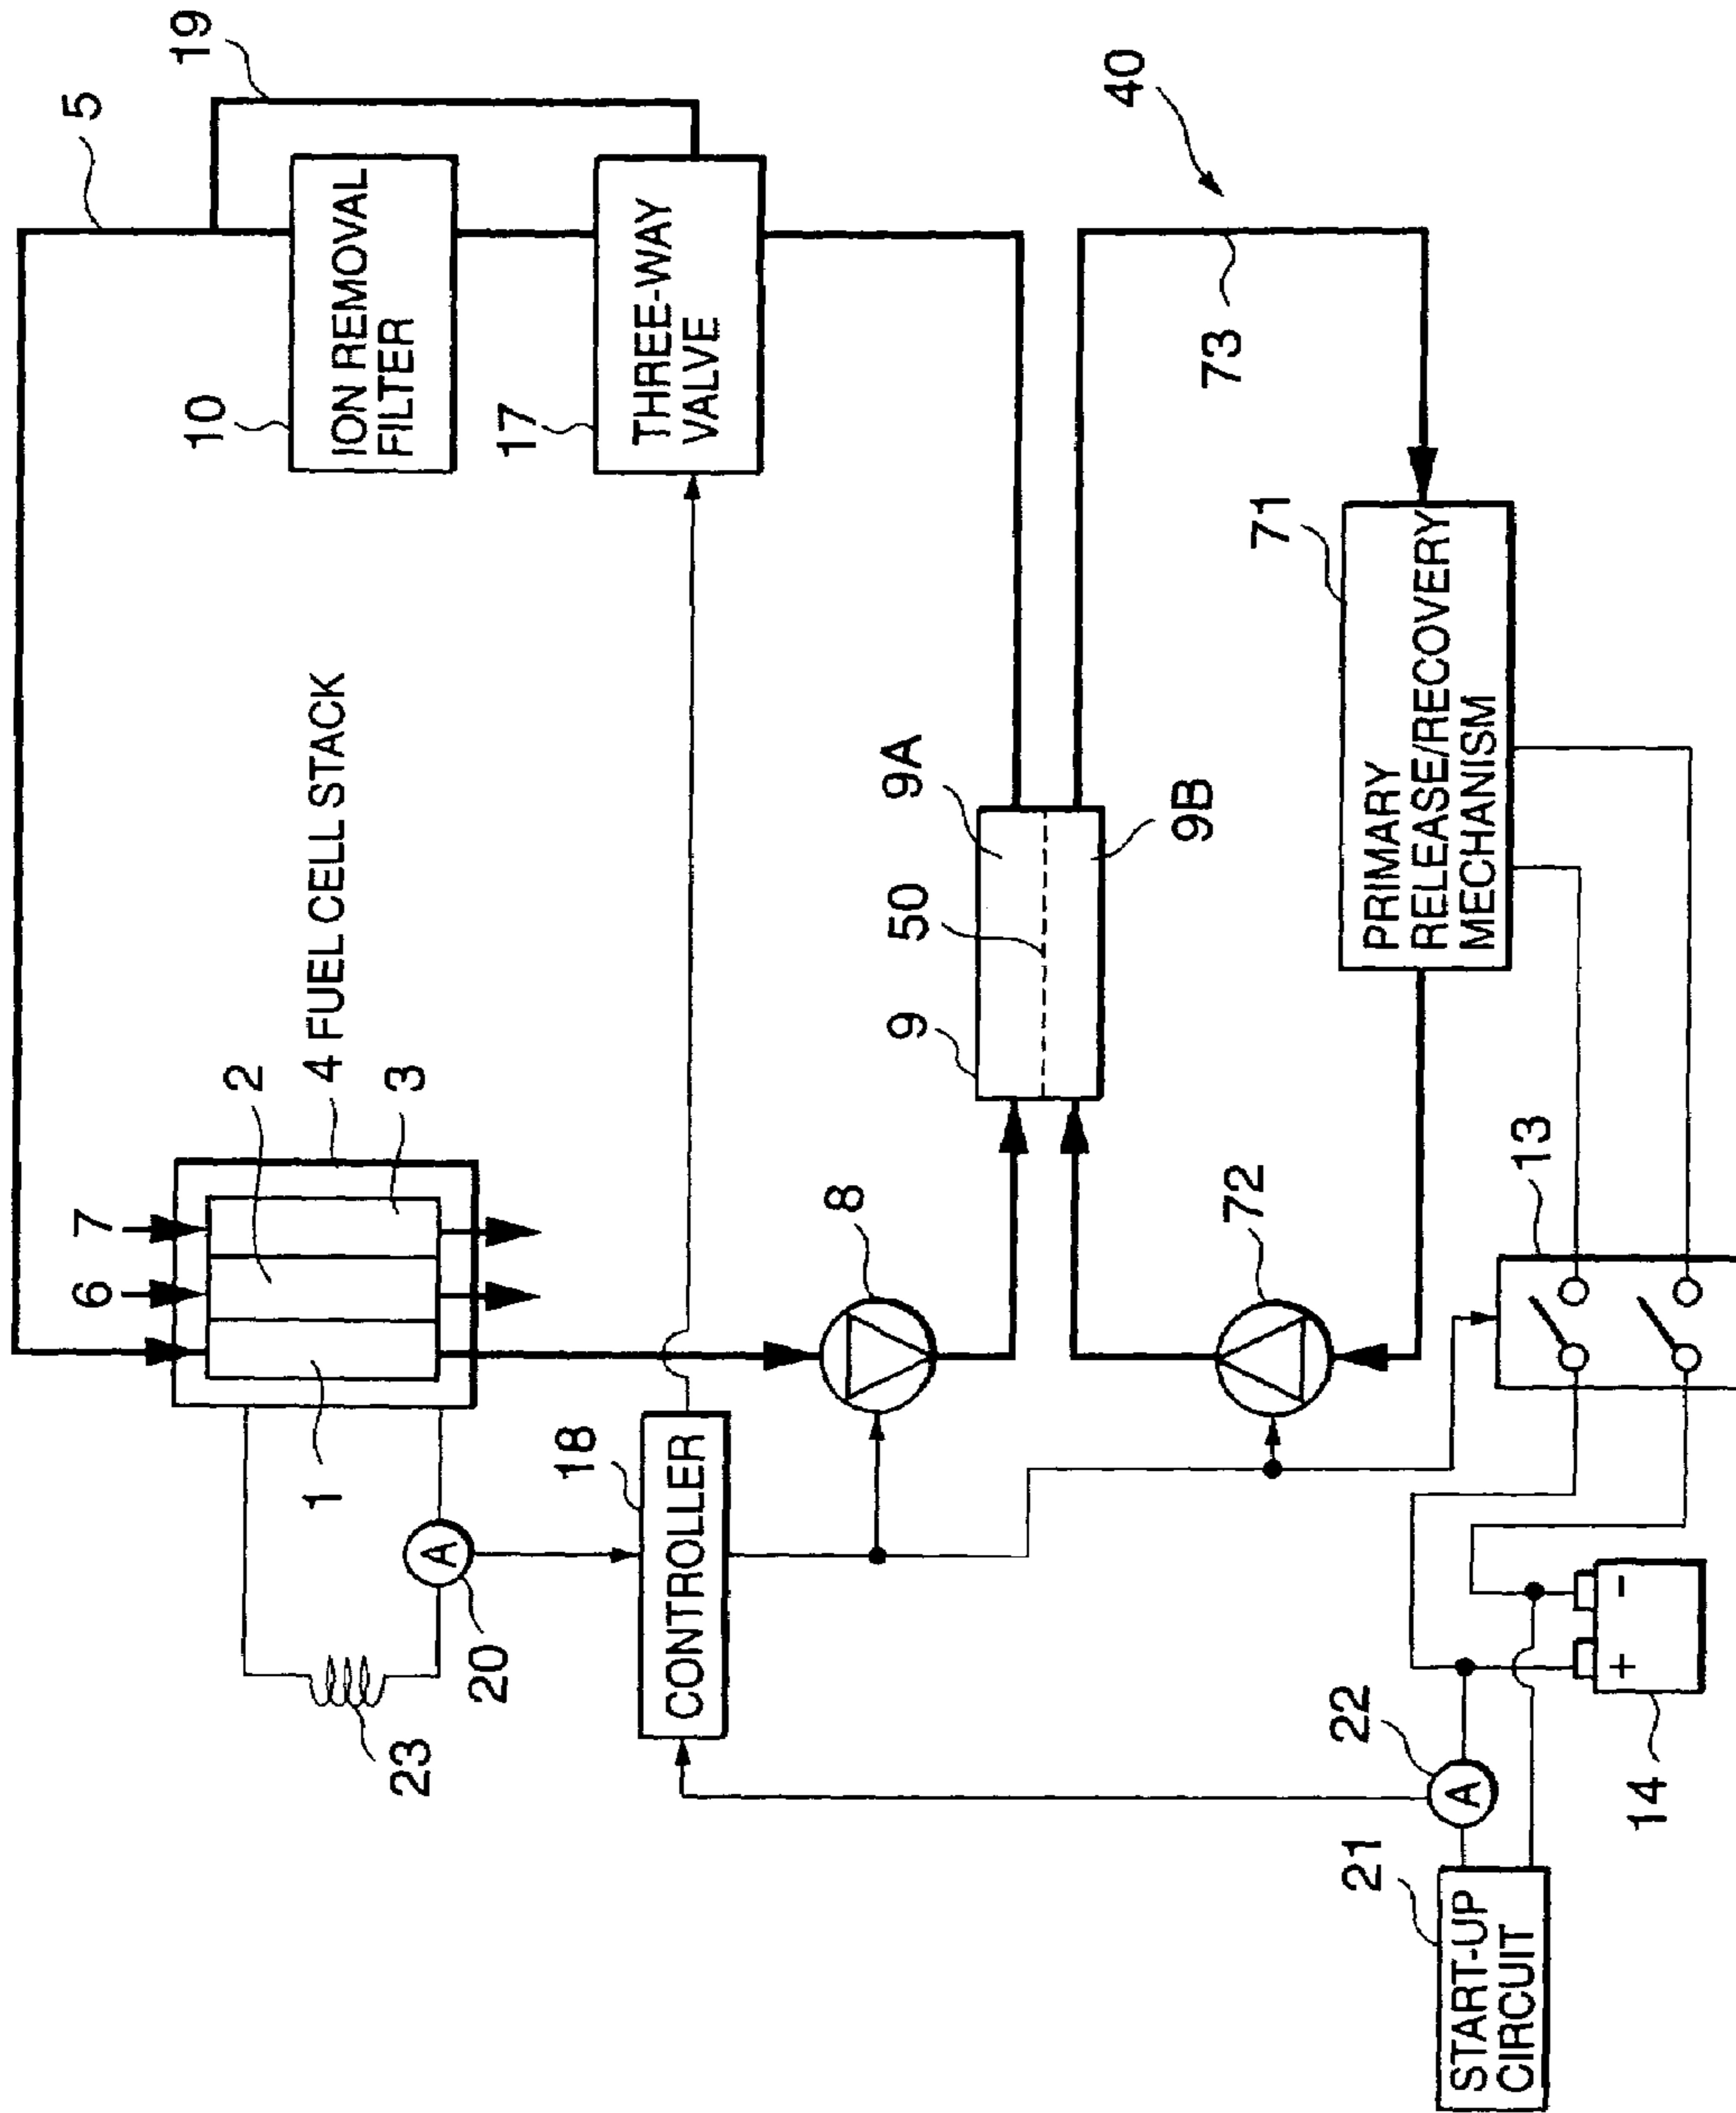 5
19
10
ION REMOVAL
FILTER
17
THREE-WAY
VALVE
40
73
4 FUEL CELL STACK
2
3
7
6
1
8
9A
50
9
9B
71
PRIMARY
RELEASE/RECOVERY
MECHANISM
72
13
18
CONTROLLER
A
20
23
22
A
21
START-UP
CIRCUIT
+
-
14